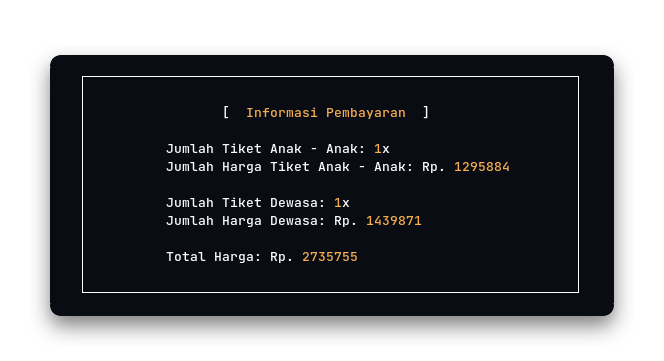 [  Informasi Pembayaran  ]
Jumlah Tiket Anak - Anak: 1x
Jumlah Harga Tiket Anak - Anak: Rp. 1295884
Jumlah Tiket Dewasa: 1x
Jumlah Harga Dewasa: Rp. 1439871
Total Harga: Rp. 2735755